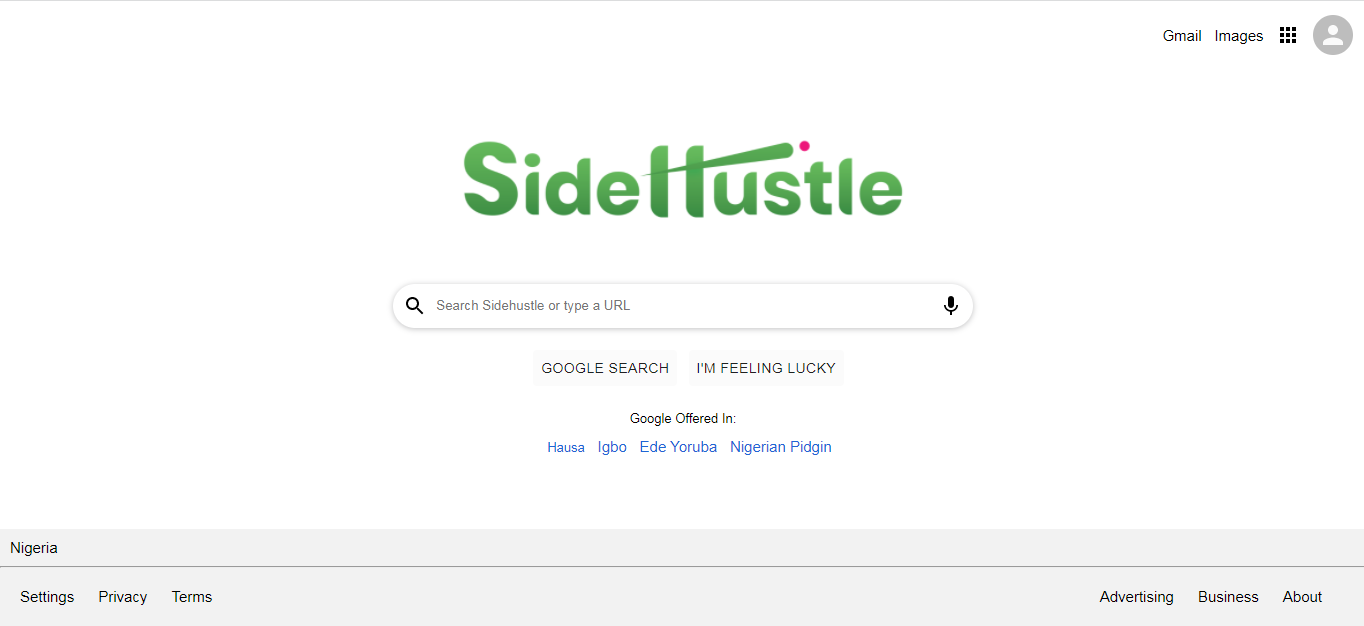 Gmail Images
SideHustle
Search Sidehustle or type a URL
GOOGLE SEARCH I'M FEELING LUCKY
Google Offered In:
Hausa Igbo Ede Yoruba Nigerian Pidgin
Nigeria
Settings Privacy Terms Advertising Business About